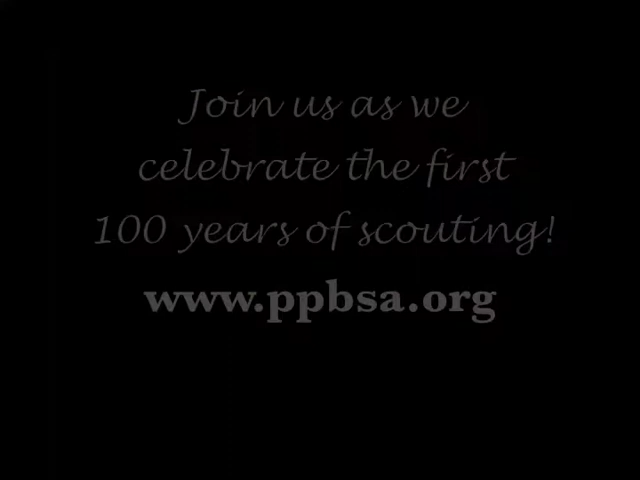 Join us as we
celebrate the first
100 years of scouting!
www.ppbsa.org